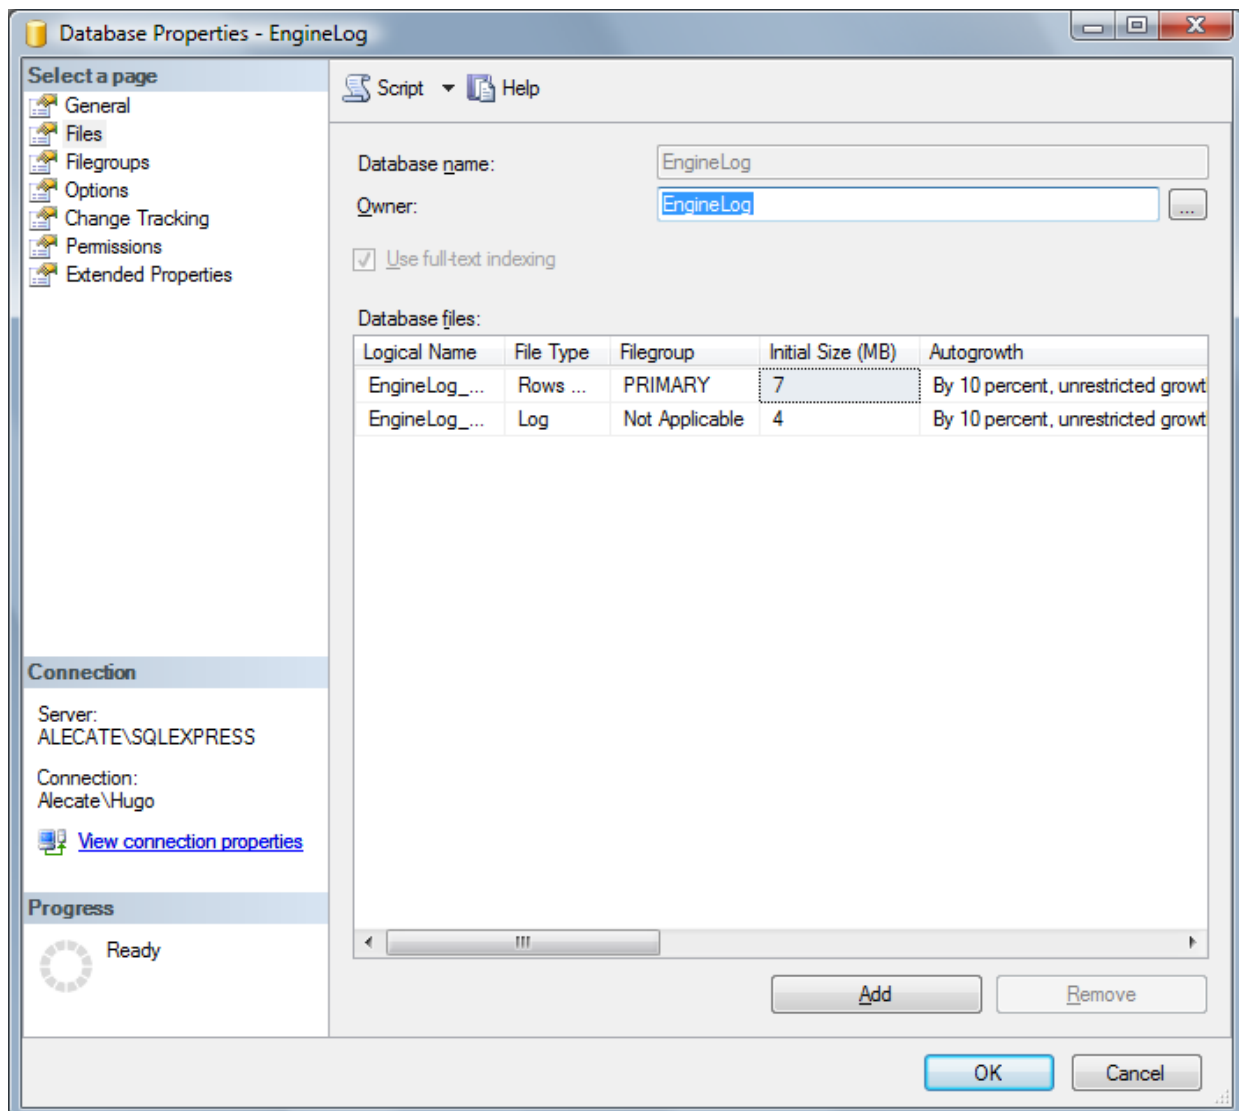 Database Properties - EngineLog
Select a page
General
Files
Filegroups
Options
Change Tracking
Permissions
Extended Properties
Script Help
Database name: EngineLog
Owner: EngineLog
...
Use full-text indexing
Database files:
Logical Name File Type Filegroup Initial Size (MB) Autogrowth
EngineLog_... Rows ... PRIMARY 7 By 10 percent, unrestricted growt
EngineLog_... Log Not Applicable 4 By 10 percent, unrestricted growt
Connection
Server:
ALECATE\SQLEXPRESS
Connection:
Alecate\Hugo
View connection properties
Progress
Ready
Add Remove
OK Cancel